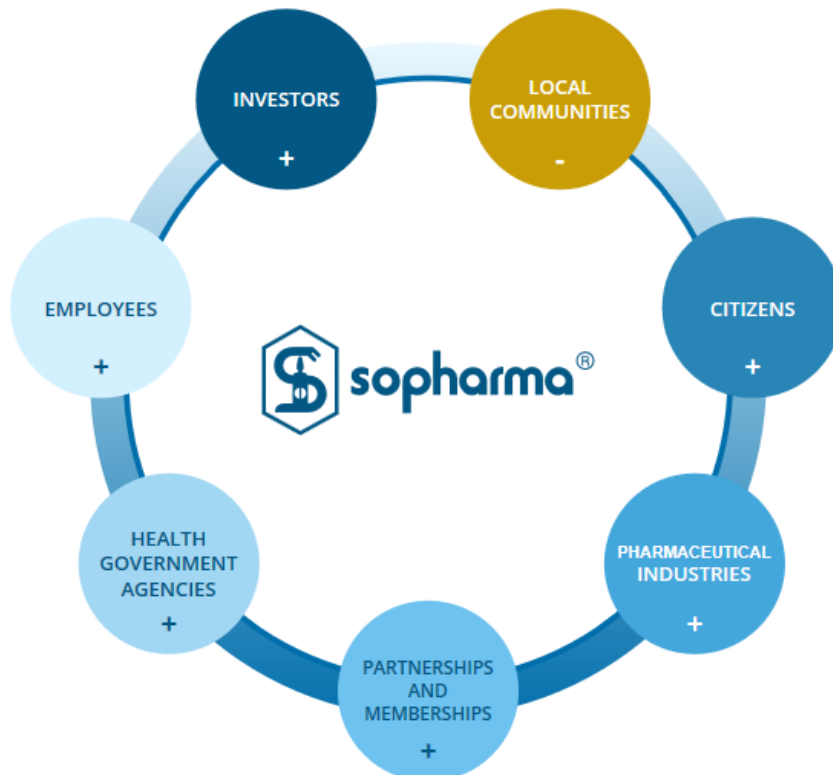 INVESTORS
+
LOCAL
COMMUNITIES
-
EMPLOYEES
+
CITIZENS
+
sopharma®
HEALTH
GOVERNMENT
AGENCIES
+
PHARMACEUTICAL
INDUSTRIES
+
PARTNERSHIPS
AND
MEMBERSHIPS
+